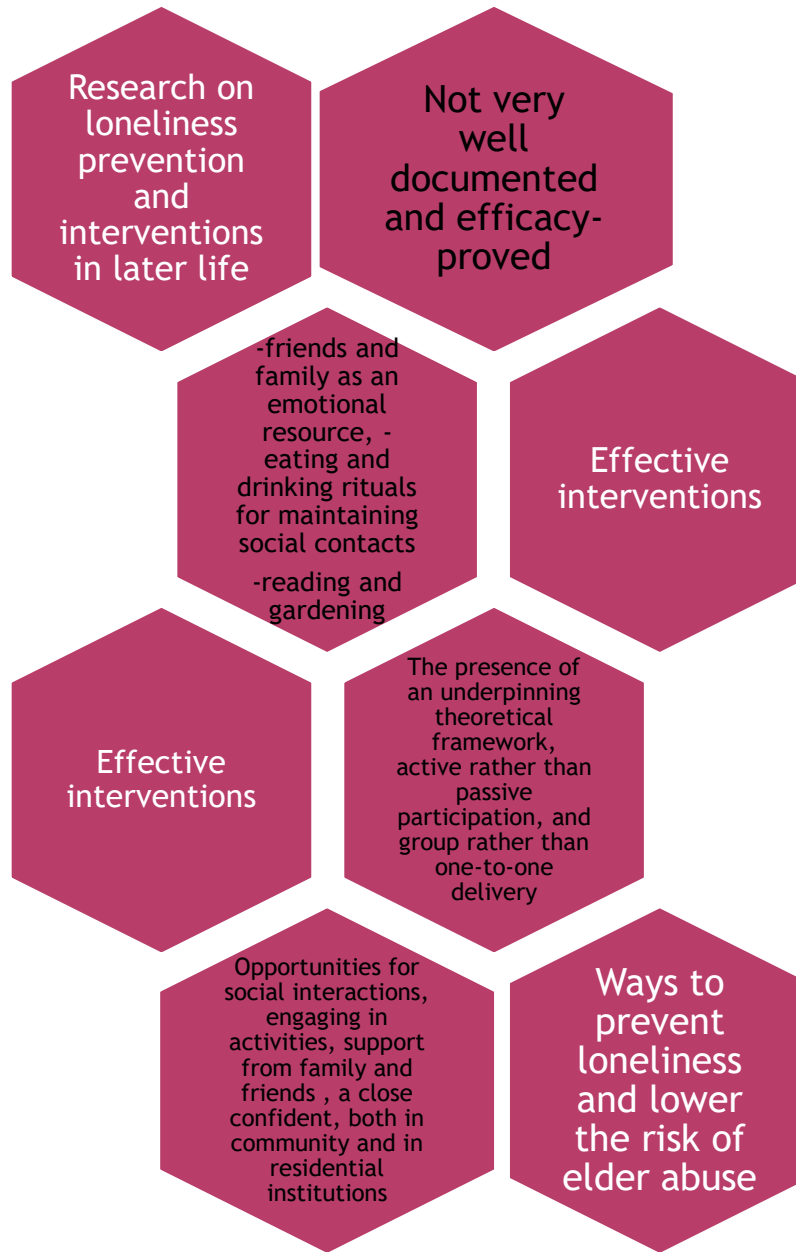 Research on
loneliness
prevention
and
interventions
in later life
Not very
well
documented
and efficacy-
proved
-friends and
family as an
emotional
resource, -
eating and
drinking rituals
for maintaining
social contacts
-reading and
gardening
Effective
interventions
Effective
interventions
The presence of
an underpinning
theoretical
framework,
active rather than
passive
participation, and
group rather than
one-to-one
delivery
Opportunities for
social interactions,
engaging in
activities, support
from family and
friends , a close
confident, both in
community and in
residential
institutions
Ways to
prevent
loneliness
and lower
the risk of
elder abuse